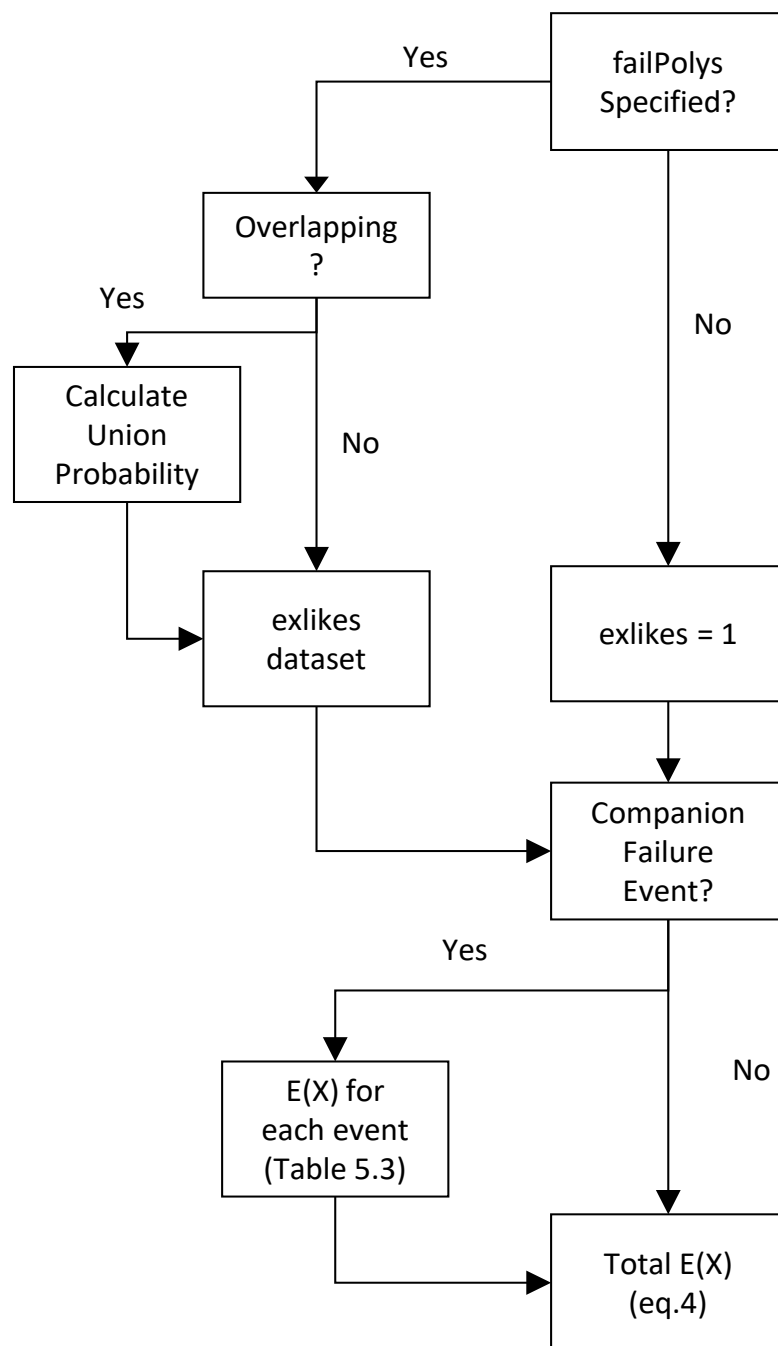 Yes
failPolys
Specified?
Overlapping
?
Yes
No
Calculate
Union
Probability
No
exlikes
dataset
exlikes = 1
Companion
Failure
Event?
Yes
E(X) for
each event
(Table 5.3)
No
Total E(X)
(eq.4)